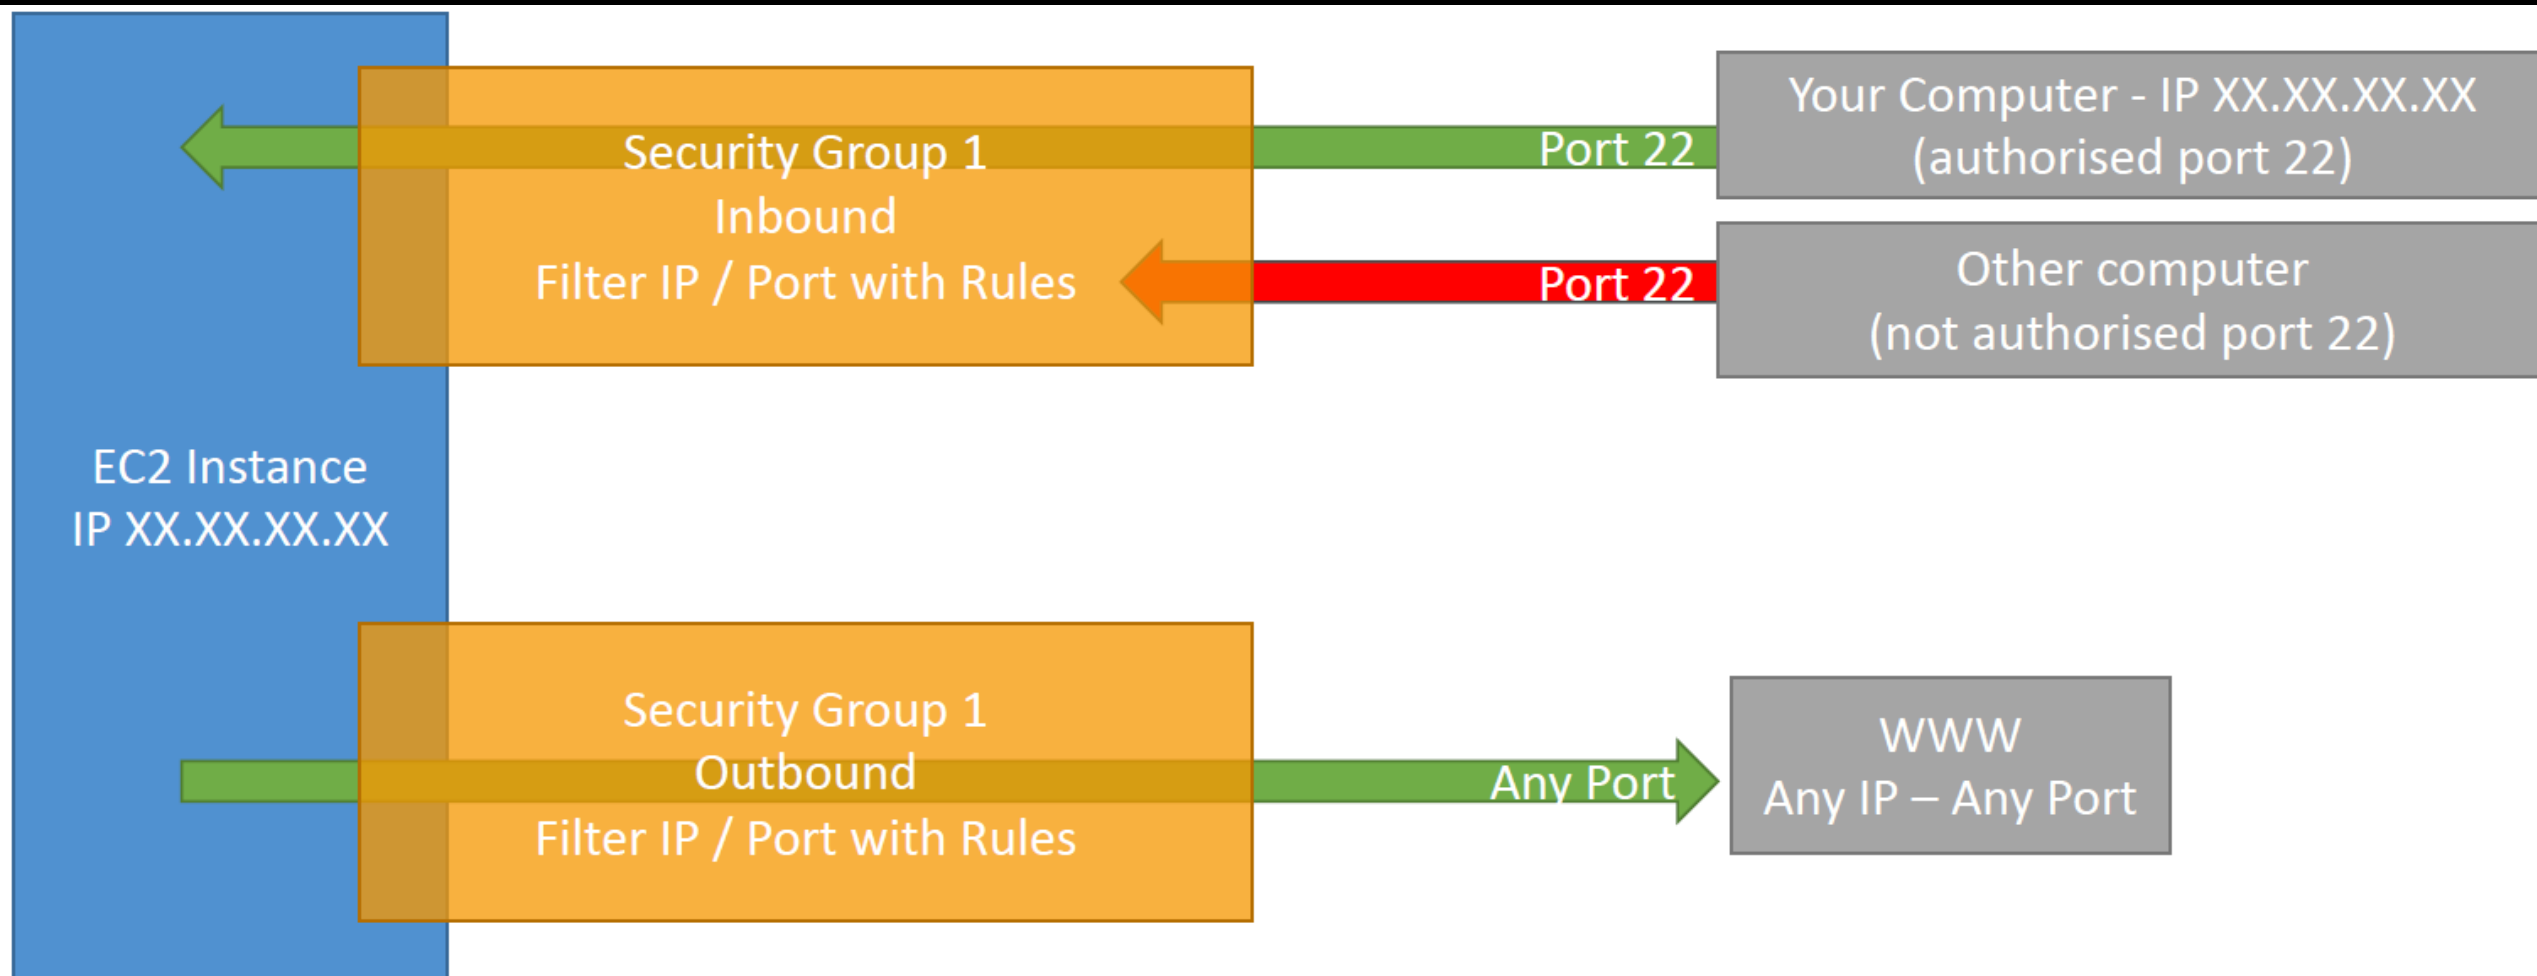 Your Computer - IP XX.XX.XX.XX
(authorised port 22)
Port 22
Security Group 1
Inbound
Filter IP / Port with Rules
Port 22
Other computer
(not authorised port 22)
EC2 Instance
IP XX.XX.XX.XX
Security Group 1
Outbound
Filter IP / Port with Rules
Any Port
WWW
Any IP – Any Port